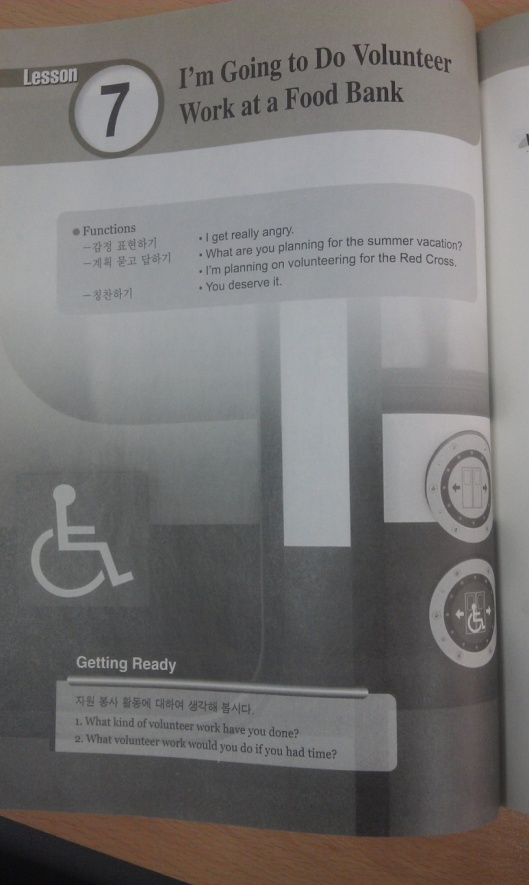 Lesson
7
I'm Going to Do Volunteer
Work at a Food Bank
● Functions
–감정 표현하기
• I get really angry.
–계획 묻고 답하기
• What are you planning for the summer vacation?
• I'm planning on volunteering for the Red Cross.
–칭찬하기
• You deserve it.
Getting Ready
자원 봉사 활동에 대하여 생각해 봅시다.
1. What kind of volunteer work have you done?
2. What volunteer work would you do if you had time?